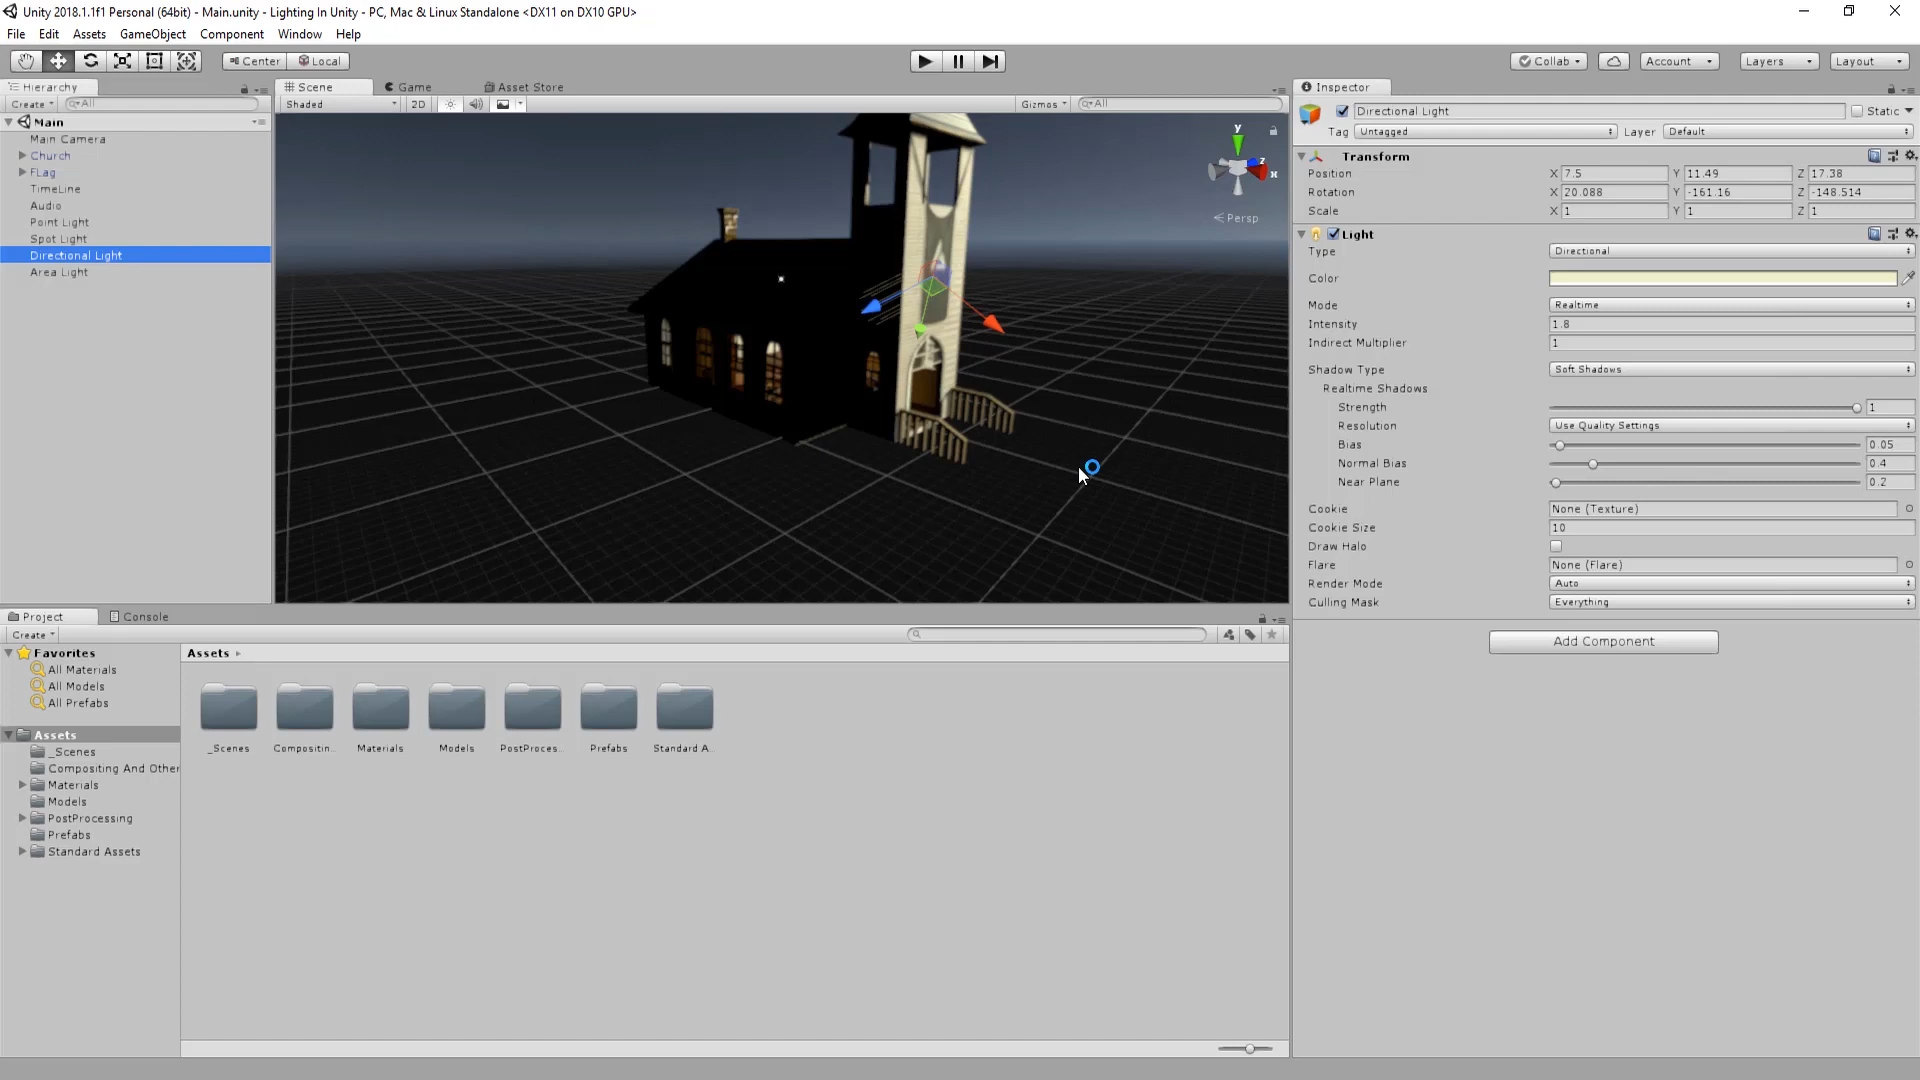 Unity 2018.1.1f1 Personal (64bit) - Main.unity - Lighting In Unity - PC, Mac & Linux Standalone <DX11 on DX10 GPU>
File Edit Assets GameObject Component Window Help
Center Local
Collab Account Layers Layout
Hierarchy
Create All
Main
Main Camera
Church
FLag
TimeLine
Audio
Point Light
Spot Light
Directional Light
Area Light
Scene Game Asset Store
Shaded 2D Gizmos All
y
z
x
Persp
Inspector
Directional Light Static
Tag Untagged Layer Default
Transform
Position X 7.5 Y 11.49 Z 17.38
Rotation X 20.088 Y -161.16 Z -148.514
Scale X 1 Y 1 Z 1
Light
Type Directional
Color
Mode Realtime
Intensity 1.8
Indirect Multiplier 1
Shadow Type Soft Shadows
Realtime Shadows
Strength 1
Resolution Use Quality Settings
Bias 0.05
Normal Bias 0.4
Near Plane 0.2
Cookie None (Texture)
Cookie Size 10
Draw Halo
Flare None (Flare)
Render Mode Auto
Culling Mask Everything
Add Component
Project Console
Create
Favorites
All Materials
All Models
All Prefabs
Assets
_Scenes
Compositing And Other
Materials
Models
PostProcessing
Prefabs
Standard Assets
Assets
_Scenes Compositin... Materials Models PostProces... Prefabs Standard A...